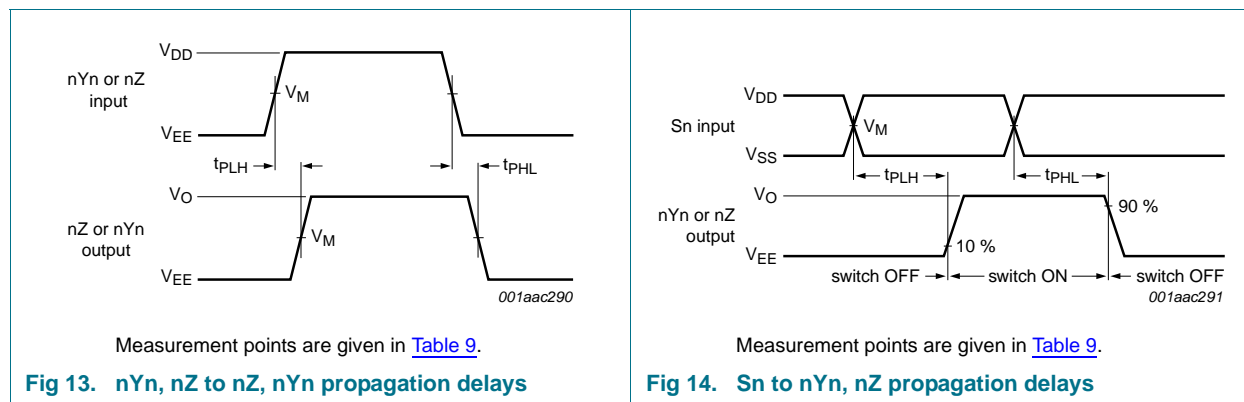 VDD
nYn or nZ
input
VM
VEE
tPLH
tPHL
VO
nZ or nYn
output
VM
VEE
001aac290
Measurement points are given in Table 9.
Fig 13. nYn, nZ to nZ, nYn propagation delays
VDD
Sn input
VM
VSS
tPLH
tPHL
VO
90 %
nYn or nZ
output
10 %
VEE
switch OFF
switch ON
switch OFF
001aac291
Measurement points are given in Table 9.
Fig 14. Sn to nYn, nZ propagation delays